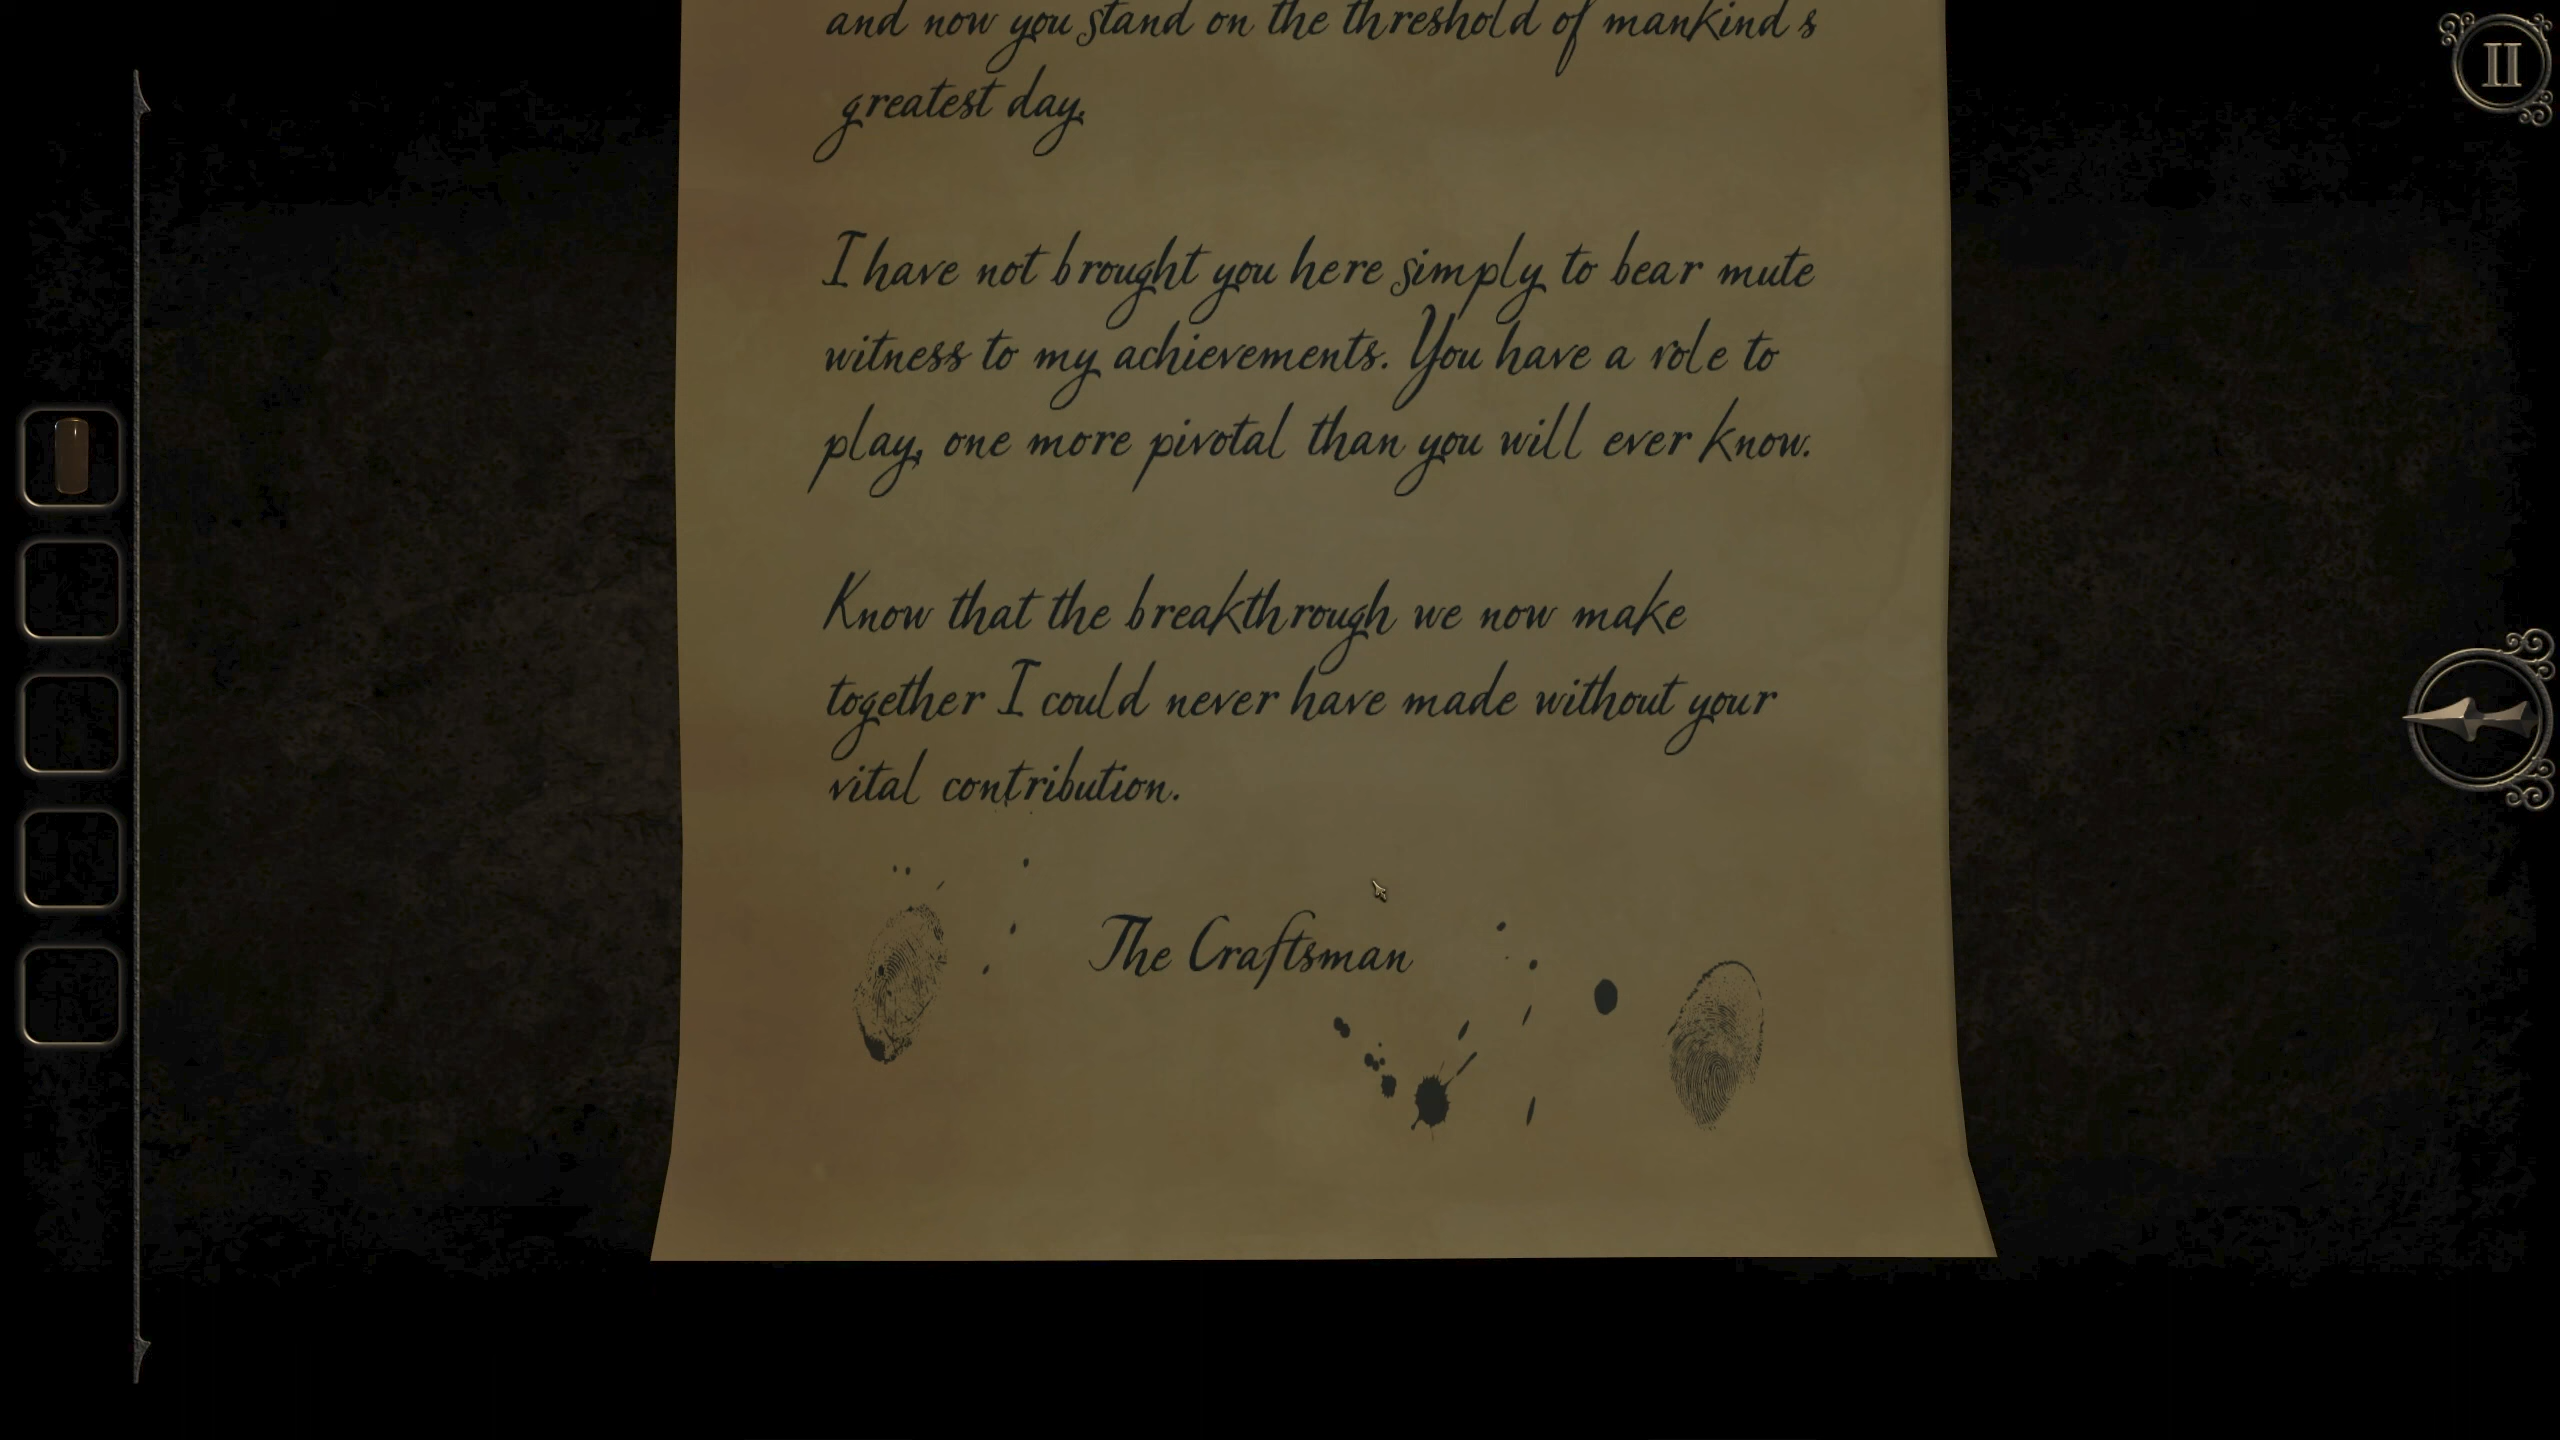 and now you stand on the threshold of mankind s
greatest day.
I have not brought you here simply to bear mute
witness to my achievements. You have a role to
play, one more pivotal than you will ever know.
Know that the breakthrough we now make
together I could never have made without your
vital contribution.
The Craftsman
II